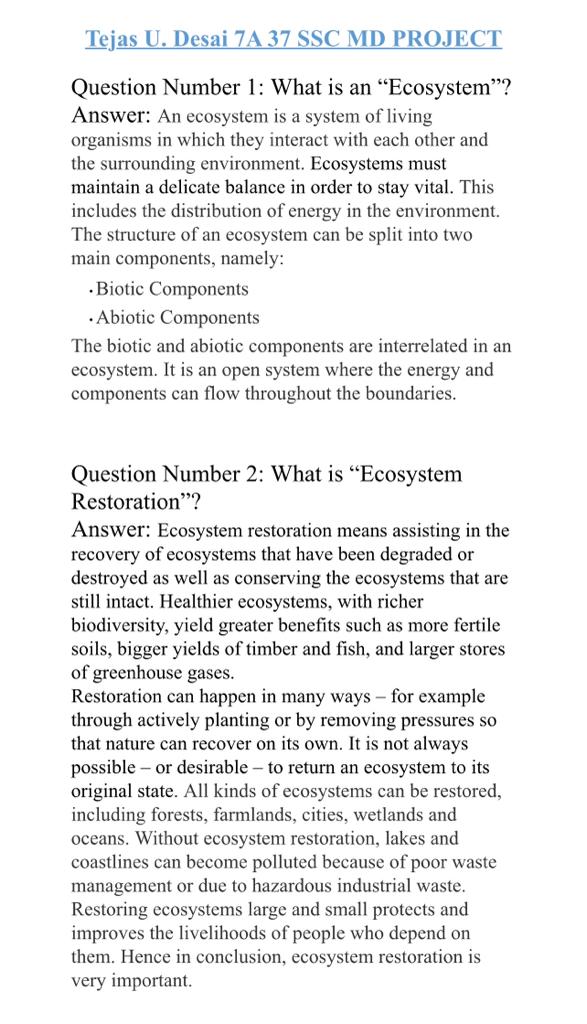 Tejas U. Desai 7A 37 SSC MD PROJECT
Question Number 1: What is an “Ecosystem”?
Answer: An ecosystem is a system of living
organisms in which they interact with each other and
the surrounding environment. Ecosystems must
maintain a delicate balance in order to stay vital. This
includes the distribution of energy in the environment.
The structure of an ecosystem can be split into two
main components, namely:
•Biotic Components
•Abiotic Components
The biotic and abiotic components are interrelated in an
ecosystem. It is an open system where the energy and
components can flow throughout the boundaries.
Question Number 2: What is “Ecosystem
Restoration”?
Answer: Ecosystem restoration means assisting in the
recovery of ecosystems that have been degraded or
destroyed as well as conserving the ecosystems that are
still intact. Healthier ecosystems, with richer
biodiversity, yield greater benefits such as more fertile
soils, bigger yields of timber and fish, and larger stores
of greenhouse gases.
Restoration can happen in many ways – for example
through actively planting or by removing pressures so
that nature can recover on its own. It is not always
possible – or desirable – to return an ecosystem to its
original state. All kinds of ecosystems can be restored,
including forests, farmlands, cities, wetlands and
oceans. Without ecosystem restoration, lakes and
coastlines can become polluted because of poor waste
management or due to hazardous industrial waste.
Restoring ecosystems large and small protects and
improves the livelihoods of people who depend on
them. Hence in conclusion, ecosystem restoration is
very important.